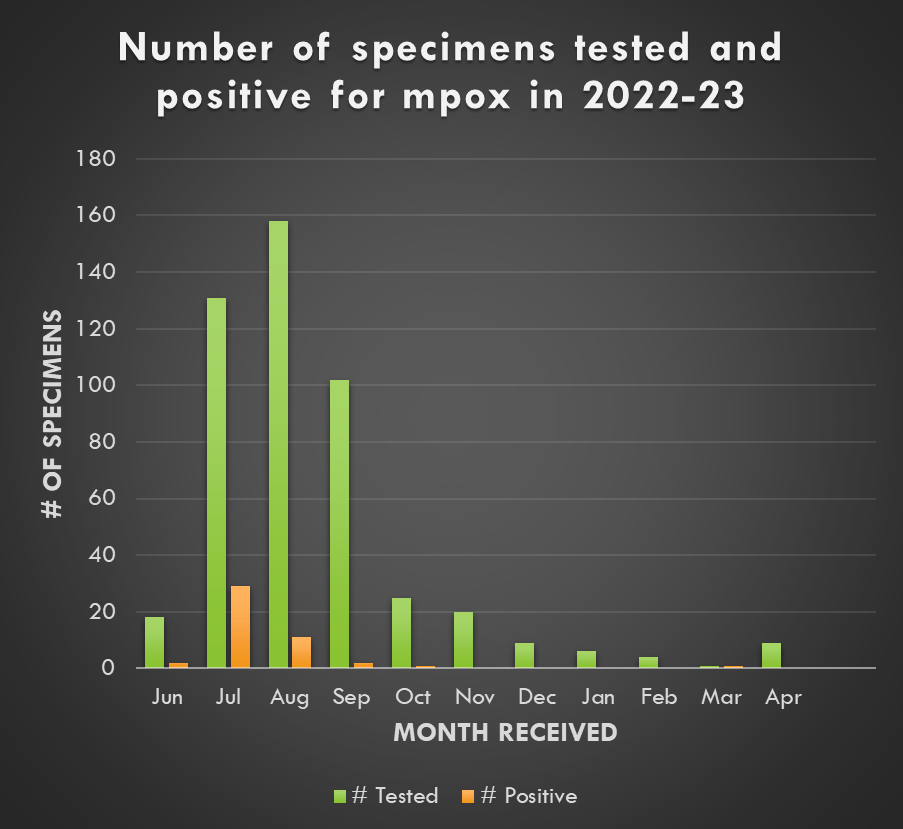 Number of specimens tested and
positive for mpox in 2022-23
180
160
140
120
100
80
60
40
20
0
# OF SPECIMENS
Jun Jul Aug Sep Oct Nov Dec Jan Feb Mar Apr
MONTH RECEIVED
# Tested # Positive